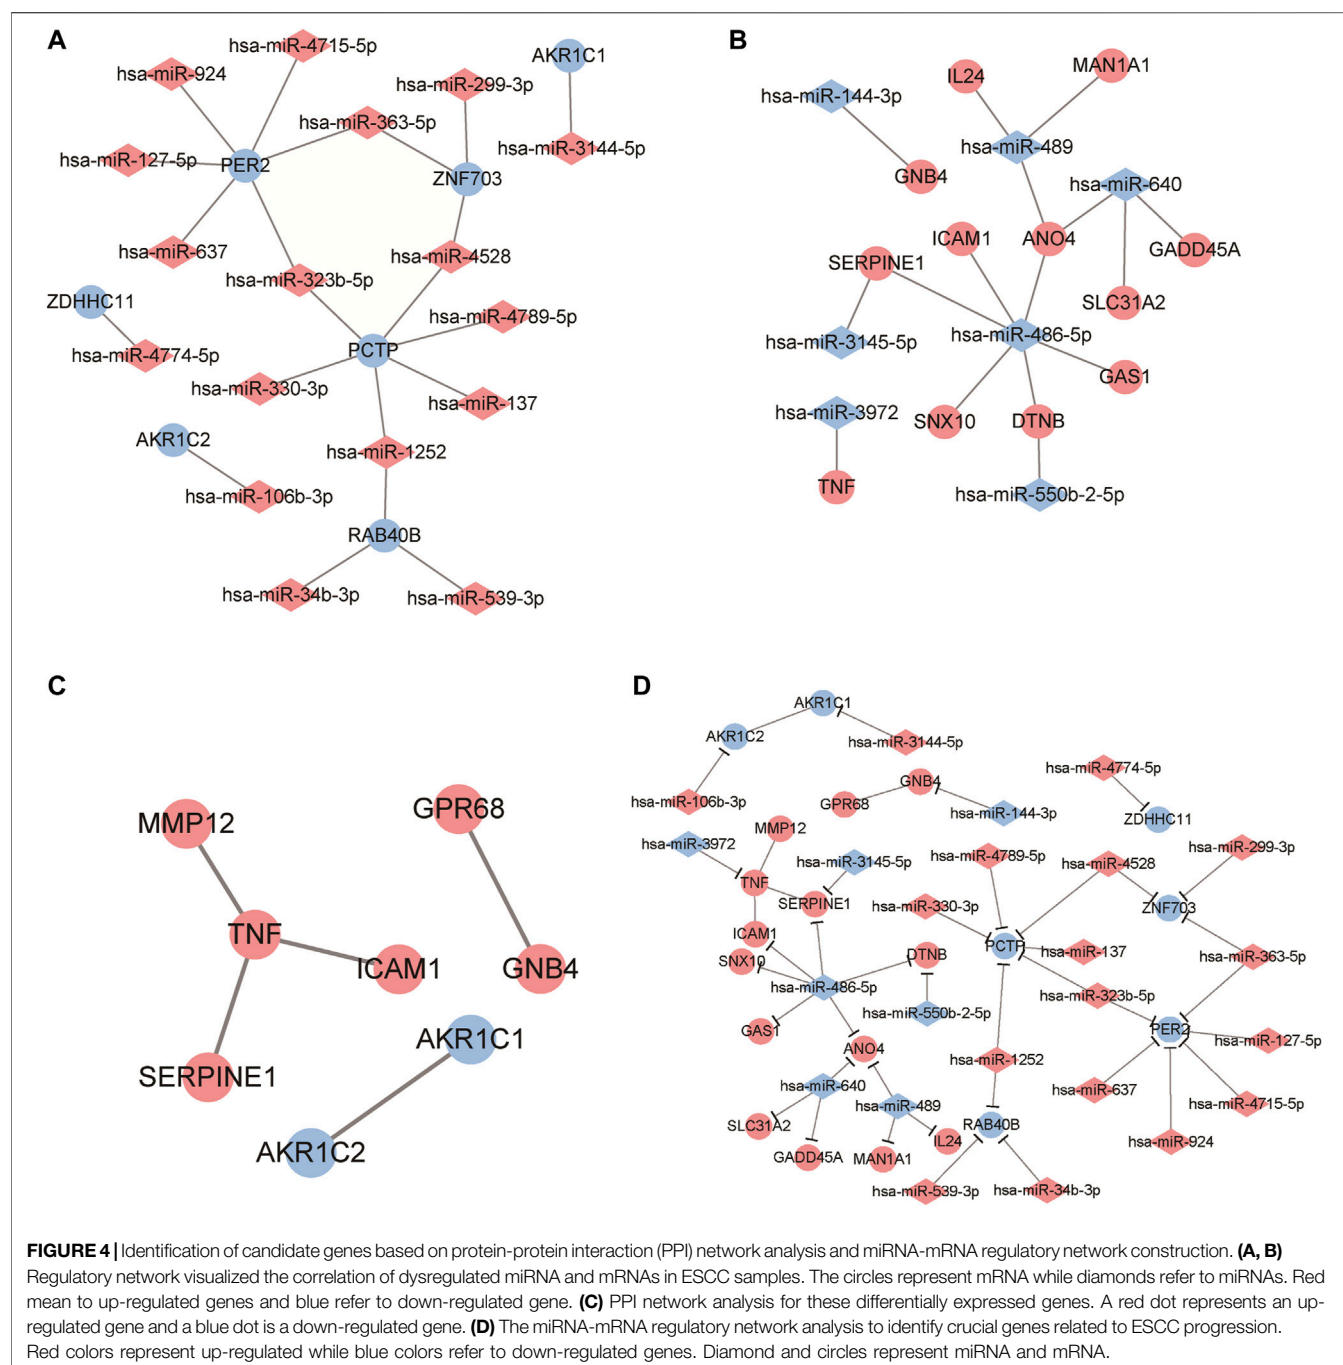 A
hsa-miR-4715-5p
hsa-miR-924
AKR1C1
hsa-miR-299-3p
hsa-miR-363-5p
hsa-miR-3144-5p
hsa-miR-127-5p
PER2
ZNF703
hsa-miR-637
hsa-miR-4528
hsa-miR-323b-5p
ZDHHC11
hsa-miR-4789-5p
hsa-miR-4774-5p
PCTP
hsa-miR-330-3p
hsa-miR-137
AKR1C2
hsa-miR-1252
hsa-miR-106b-3p
RAB40B
hsa-miR-34b-3p
hsa-miR-539-3p
B
IL24
MAN1A1
hsa-miR-144-3p
hsa-miR-489
GNB4
hsa-miR-640
ICAM1
ANO4
GADD45A
SERPINE1
SLC31A2
hsa-miR-486-5p
hsa-miR-3145-5p
GAS1
hsa-miR-3972
SNX10
DTNB
TNF
hsa-miR-550b-2-5p
C
MMP12
GPR68
TNF
ICAM1
GNB4
AKR1C1
SERPINE1
AKR1C2
D
AKR1C1
AKR1C2
hsa-miR-3144-5p
hsa-miR-4774-5p
GNB4
hsa-miR-106b-3p
GPR68
hsa-miR-144-3p
ZDHHC11
MMP12
hsa-miR-3972
hsa-miR-299-3p
hsa-miR-3145-5p
hsa-miR-4789-5p
hsa-miR-4528
TNF
SERPINE1
hsa-miR-330-3p
ZNF703
ICAM1
PCTP
hsa-miR-137
hsa-miR-363-5p
SNX10
DTNB
hsa-miR-486-5p
hsa-miR-323b-5p
hsa-miR-550b-2-5p
GAS1
PER2
hsa-miR-127-5p
ANO4
hsa-miR-1252
hsa-miR-640
hsa-miR-637
hsa-miR-489
hsa-miR-4715-5p
SLC31A2
RAB40B
IL24
hsa-miR-924
GADD45A
MAN1A1
hsa-miR-539-3p
hsa-miR-34b-3p
FIGURE 4 | Identification of candidate genes based on protein-protein interaction (PPI) network analysis and miRNA-mRNA regulatory network construction. (A, B)
Regulatory network visualized the correlation of dysregulated miRNA and mRNAs in ESCC samples. The circles represent mRNA while diamonds refer to miRNAs. Red
mean to up-regulated genes and blue refer to down-regulated gene. (C) PPI network analysis for these differentially expressed genes. A red dot represents an up-
regulated gene and a blue dot is a down-regulated gene. (D) The miRNA-mRNA regulatory network analysis to identify crucial genes related to ESCC progression.
Red colors represent up-regulated while blue colors refer to down-regulated genes. Diamond and circles represent miRNA and mRNA.